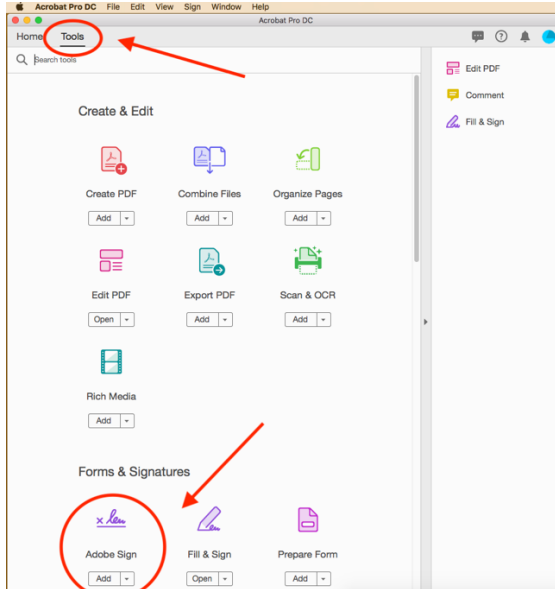 Acrobat Pro DC File Edit View Sign Window Help
Acrobat Pro DC
Home Tools
Search tools
Edit PDF
Comment
Fill & Sign
Create & Edit
Create PDF Combine Files Organize Pages
Add Add Add
Edit PDF Export PDF Scan & OCR
Open Add Add
Rich Media
Add
Forms & Signatures
Adobe Sign Fill & Sign Prepare Form
Add Open Add